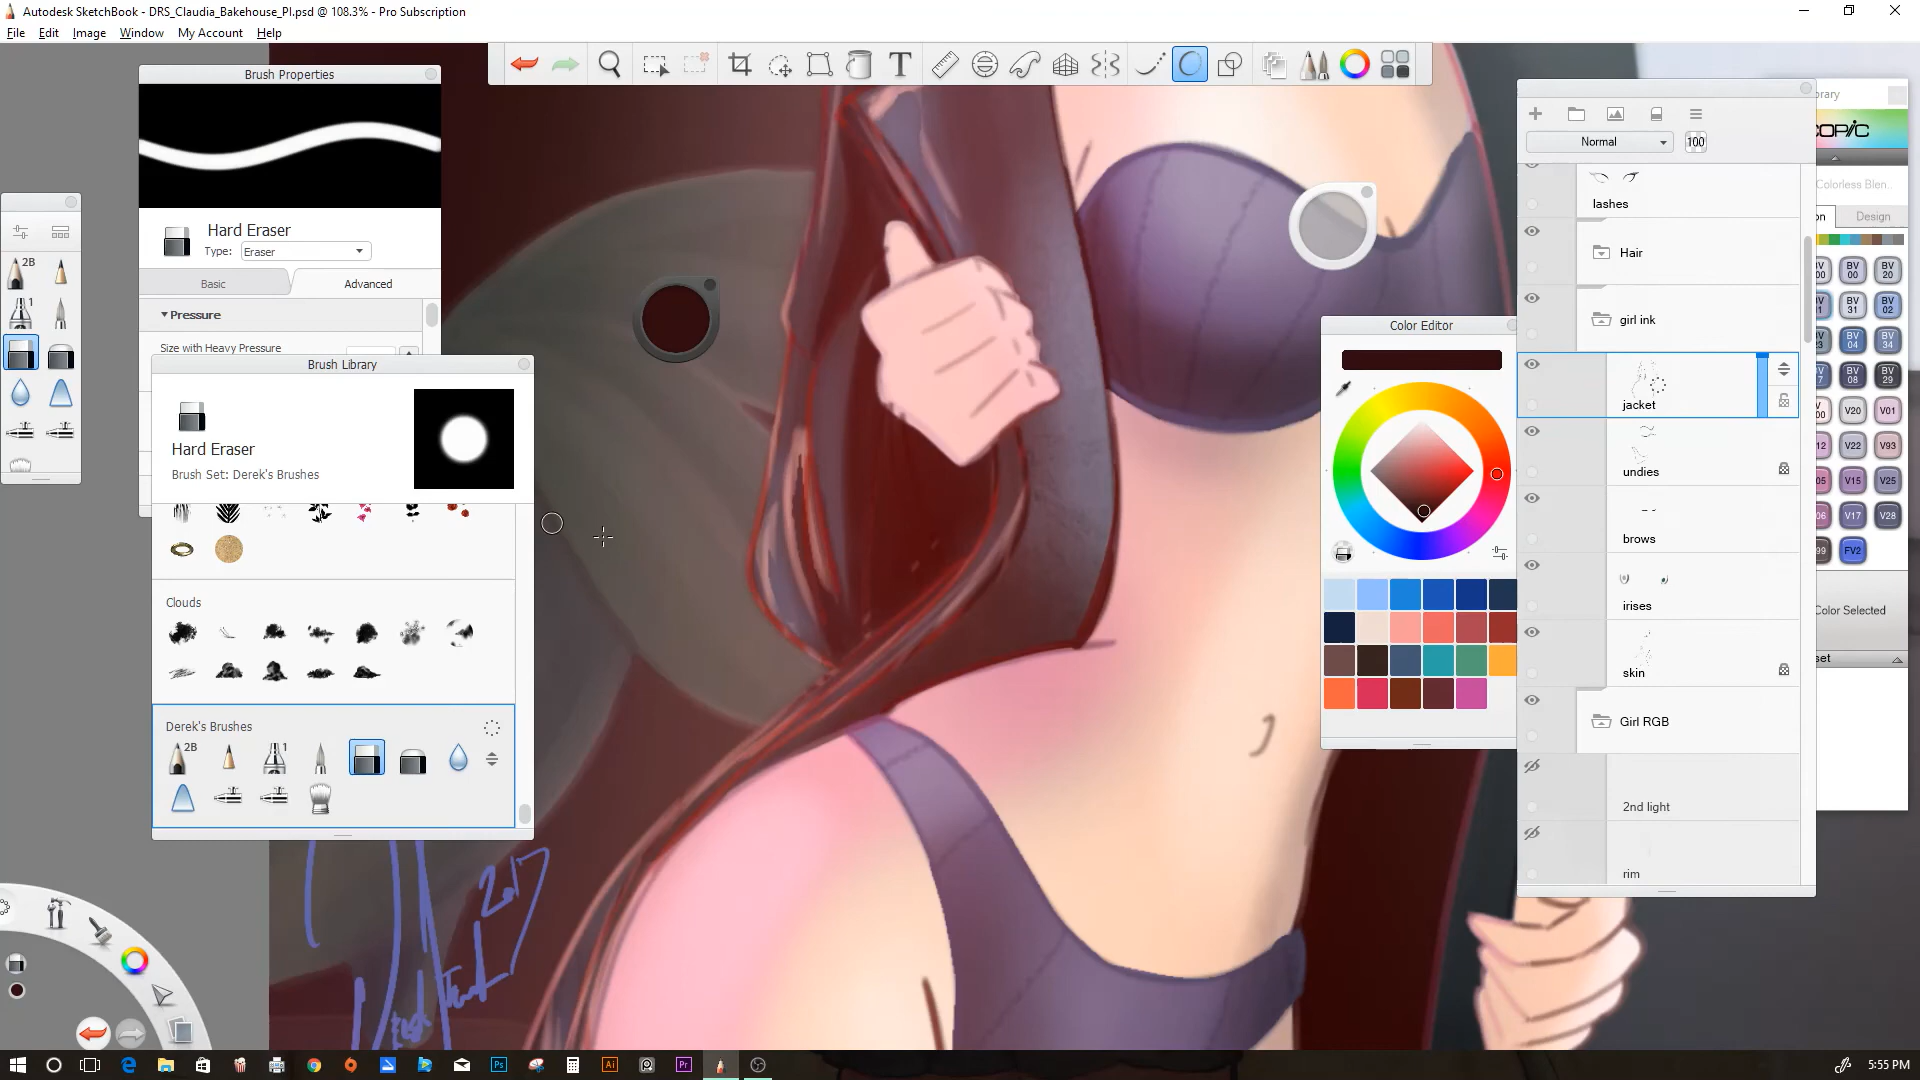 Autodesk SketchBook - DRS_Claudia_Bakehouse_PI.psd @ 108.3% - Pro Subscription
File Edit Image Window My Account Help
Brush Properties
Hard Eraser
Type: Eraser
Basic Advanced
Pressure
Size with Heavy Pressure
2B
1
Brush Library
Hard Eraser
Brush Set: Derek's Brushes
Clouds
Derek's Brushes
2B 1
2017
T
Color Editor
Normal 100
lashes
Hair
girl ink
jacket
undies
brows
irises
skin
Girl RGB
2nd light
rim
COPIC
Colorless Blen..
Design
BV 00 BV 20
BV 31 BV 02
BV 04 BV 34
BV 08 BV 29
V20 V01
V22 V93
V15 V25
V17 V28
FV2
Color Selected
5:55 PM